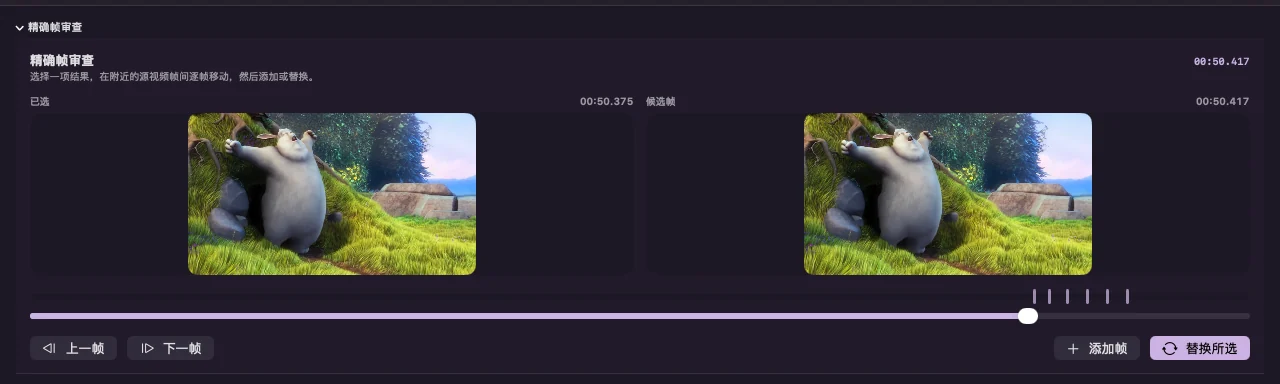 精确帧审查
精确帧审查
00:50.417
选择一项结果，在附近的源视频帧间逐帧移动，然后添加或替换。
已选 00:50.375 候选帧 00:50.417
上一帧 下一帧 添加帧 替换所选